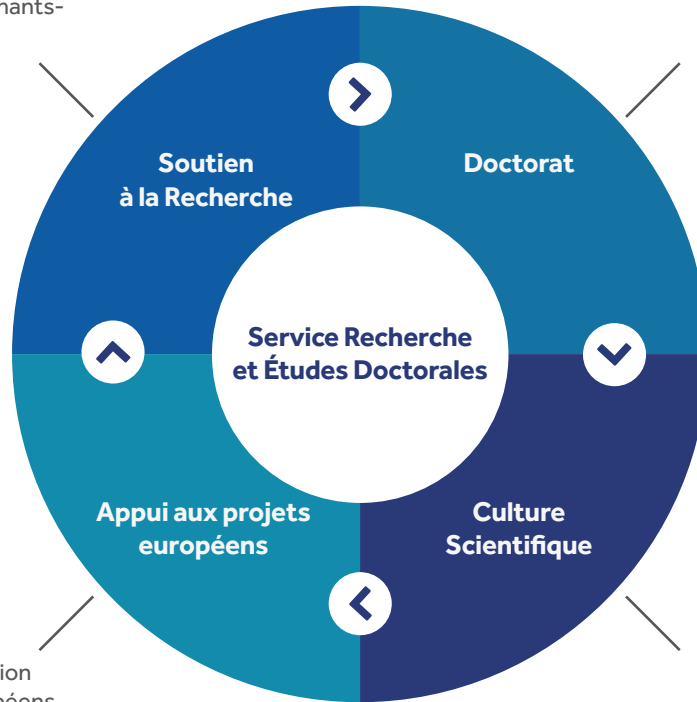 Soutien
à la Recherche
Doctorat
Service Recherche
et Études Doctorales
Appui aux projets
européens
Culture
Scientifique